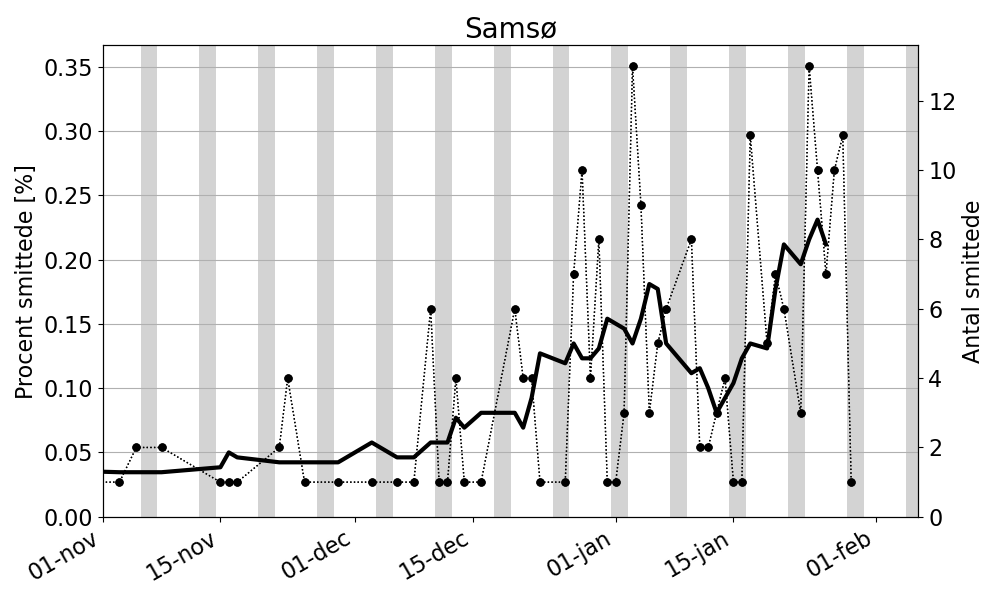 Samsø
Procent smittede [%]
0.35
0.30
0.25
0.20
0.15
0.10
0.05
0.00
12
10
8
6
4
2
0
Antal smittede
01-nov
15-nov
01-dec
15-dec
01-jan
15-jan
01-feb